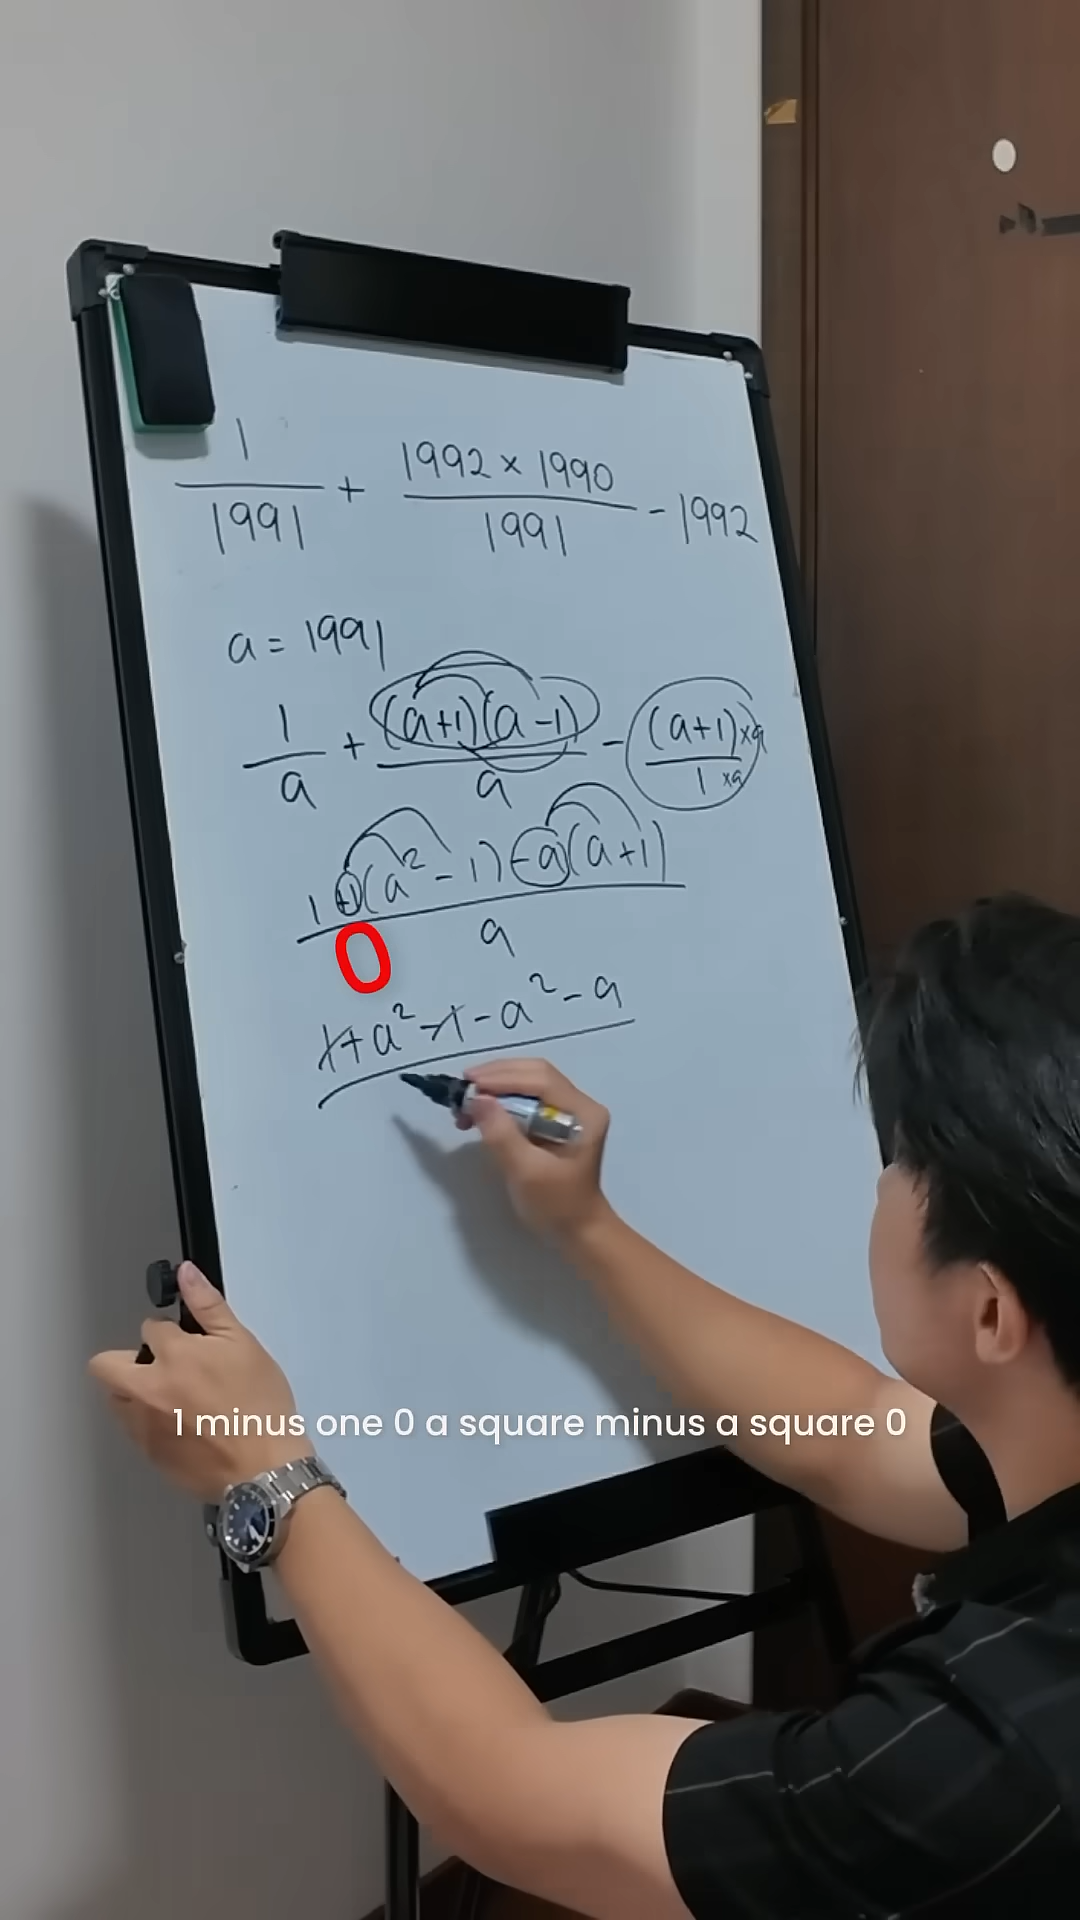 1/1991 + (1992 × 1990)/1991 - 1992
a = 1991
1/a + (a+1)(a-1)/a - (a+1)×a/1×a
1+1(a²-1)-a(a+1)/a
0
1+a²-1-a²-a
1 minus one 0 a square minus a square 0